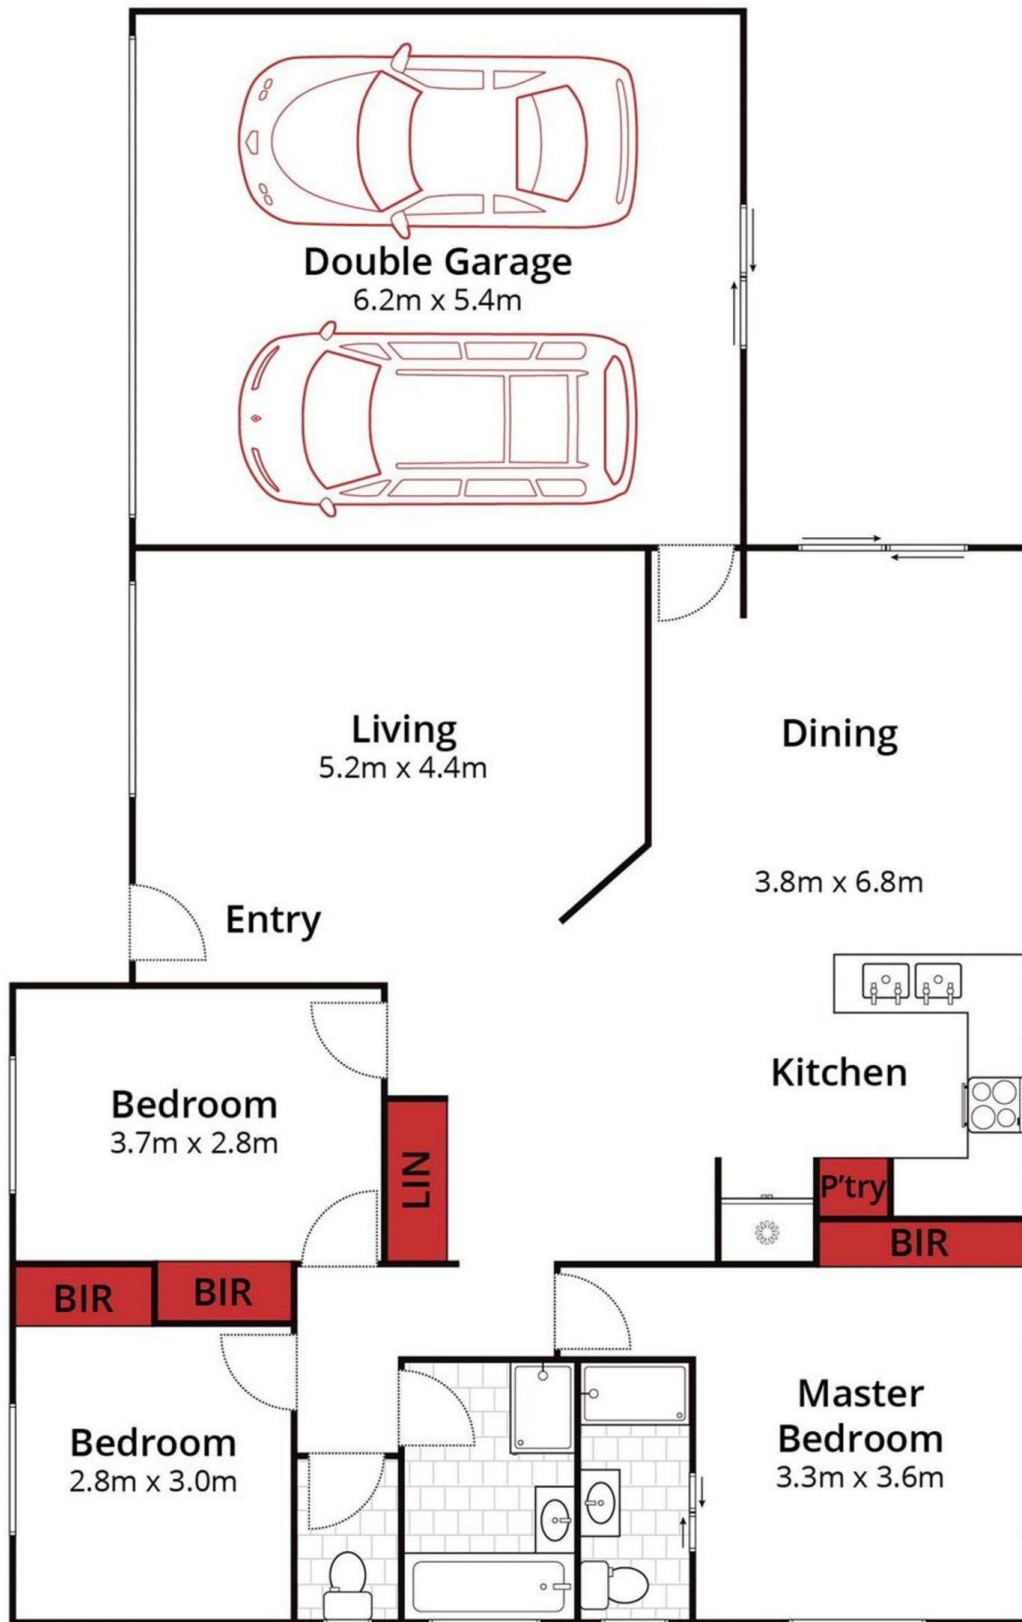 Double Garage
6.2m x 5.4m
Living
5.2m x 4.4m
Dining
3.8m x 6.8m
Entry
Kitchen
Bedroom
3.7m x 2.8m
LIN
P'try
BIR
BIR
BIR
Master
Bedroom
3.3m x 3.6m
Bedroom
2.8m x 3.0m